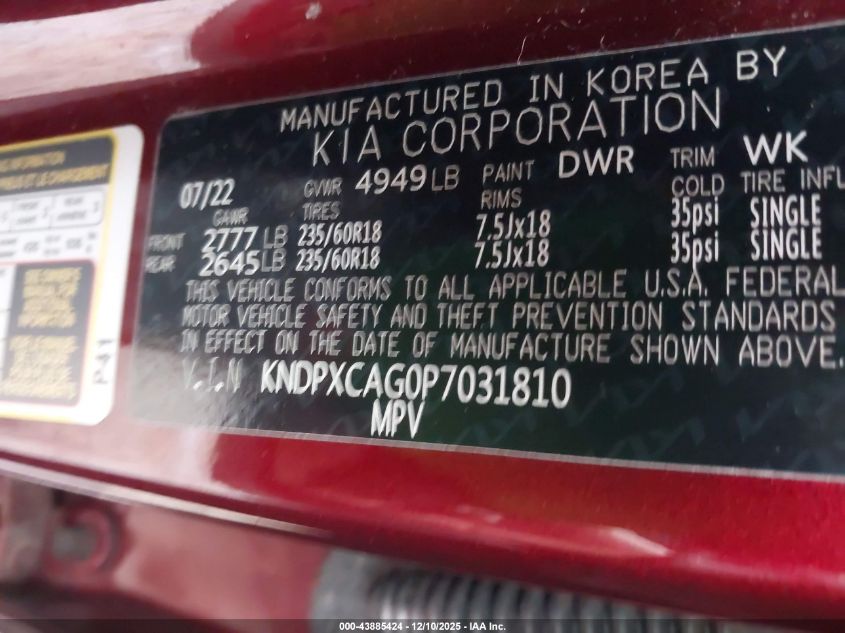 MANUFACTURED IN KOREA BY
KIA CORPORATION
07/22 GVWR 4949 LB PAINT DWR TRIM WK
GAWR TIRES RIMS COLD TIRE INFL
FRONT 2777 LB 235/60R18 7.5Jx18 35psi SINGLE
REAR 2645 LB 235/60R18 7.5Jx18 35psi SINGLE
THIS VEHICLE CONFORMS TO ALL APPLICABLE U.S.A. FEDERAL
MOTOR VEHICLE SAFETY AND THEFT PREVENTION STANDARDS
IN EFFECT ON THE DATE OF MANUFACTURE SHOWN ABOVE.
V.I.N KNDPXCAG0P7031810
MPV
P-41
000-43885424 - 12/10/2025 - IAA Inc.